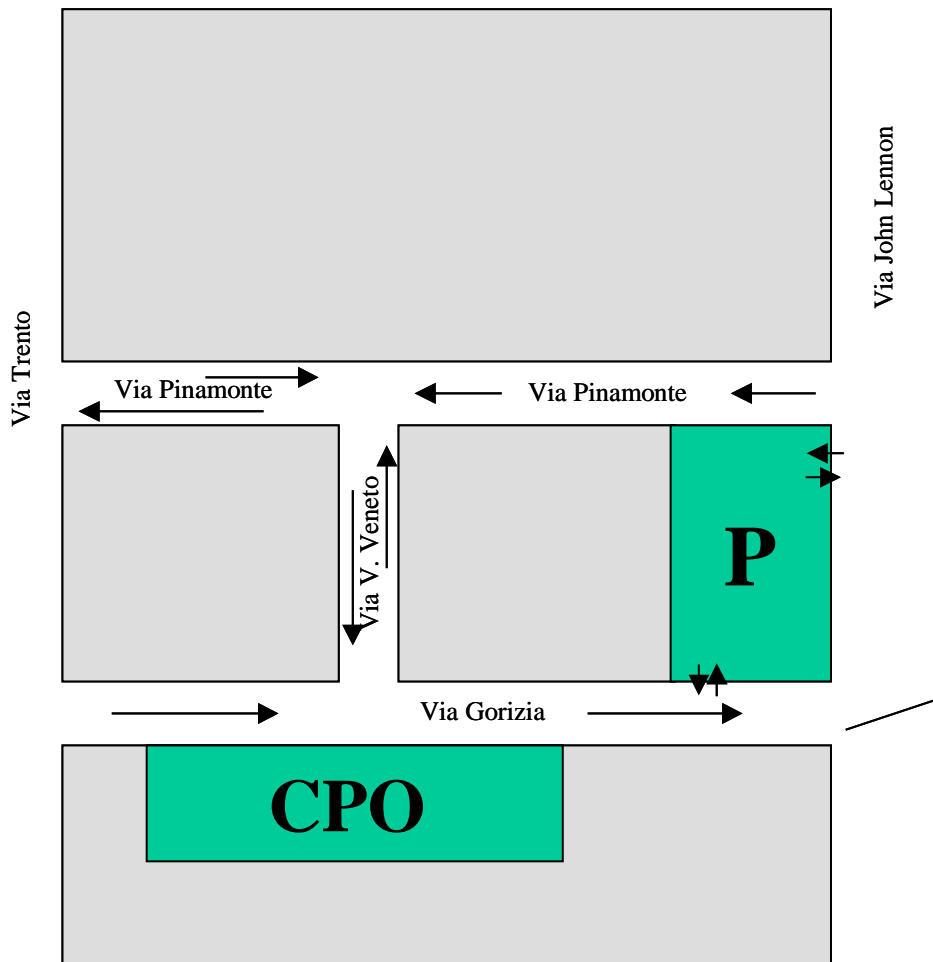 Via John Lennon
Via Trento
Via Pinamonte
Via Pinamonte
Via V. Veneto
P
Via Gorizia
CPO